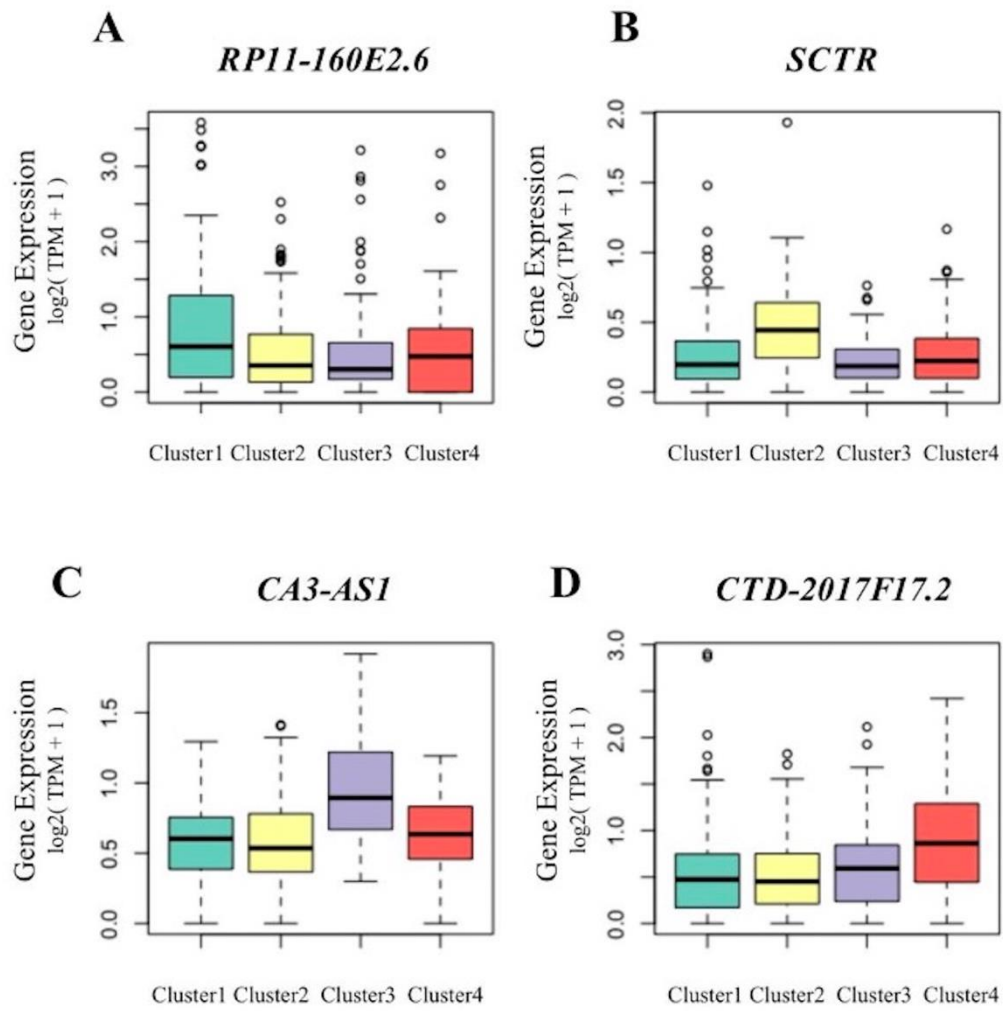 A
RP11-160E2.6
Gene Expression
log2( TPM + 1 )
3.0
2.0
1.0
0.0
Cluster1 Cluster2 Cluster3 Cluster4
B
SCTR
Gene Expression
log2( TPM + 1 )
2.0
1.5
1.0
0.5
0.0
Cluster1 Cluster2 Cluster3 Cluster4
C
CA3-AS1
Gene Expression
log2( TPM + 1 )
1.5
1.0
0.5
0.0
Cluster1 Cluster2 Cluster3 Cluster4
D
CTD-2017F17.2
Gene Expression
log2( TPM + 1 )
3.0
2.0
1.0
0.0
Cluster1 Cluster2 Cluster3 Cluster4